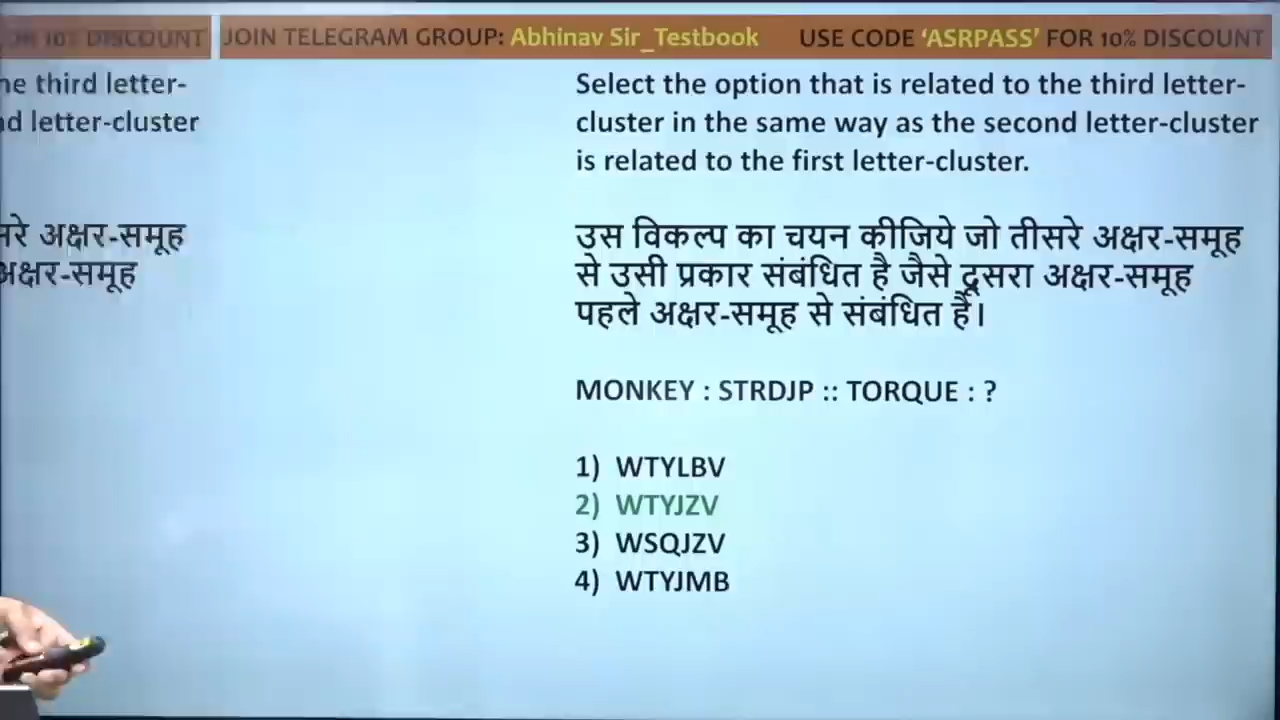 DISCOUNT
JOIN TELEGRAM GROUP: Abhinav Sir_Testbook USE CODE ‘ASRPASS’ FOR 10% DISCOUNT
third letter-
letter-cluster
अक्षर-समूह
अक्षर-समूह
Select the option that is related to the third letter-
cluster in the same way as the second letter-cluster
is related to the first letter-cluster.
उस विकल्प का चयन कीजिये जो तीसरे अक्षर-समूह
से उसी प्रकार संबंधित है जैसे दूसरा अक्षर-समूह
पहले अक्षर-समूह से संबंधित है।
MONKEY : STRDJP :: TORQUE : ?
1) WTYLBV
2) WTYJZV
3) WSQJZV
4) WTYJMB